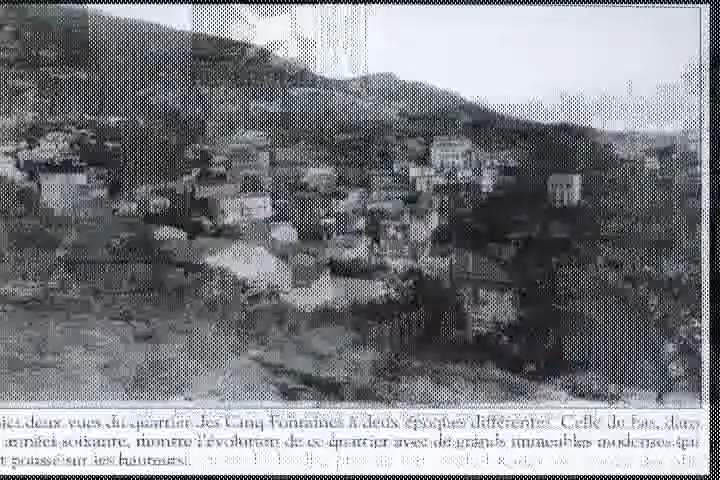 ici deux vues du quartier des Cinq Fontaines à deux époques différentes. Celle du bas, dans
années soixante, montre l'évolution de ce quartier avec de grands immeubles modernes qui
t poussé sur les hauteurs.